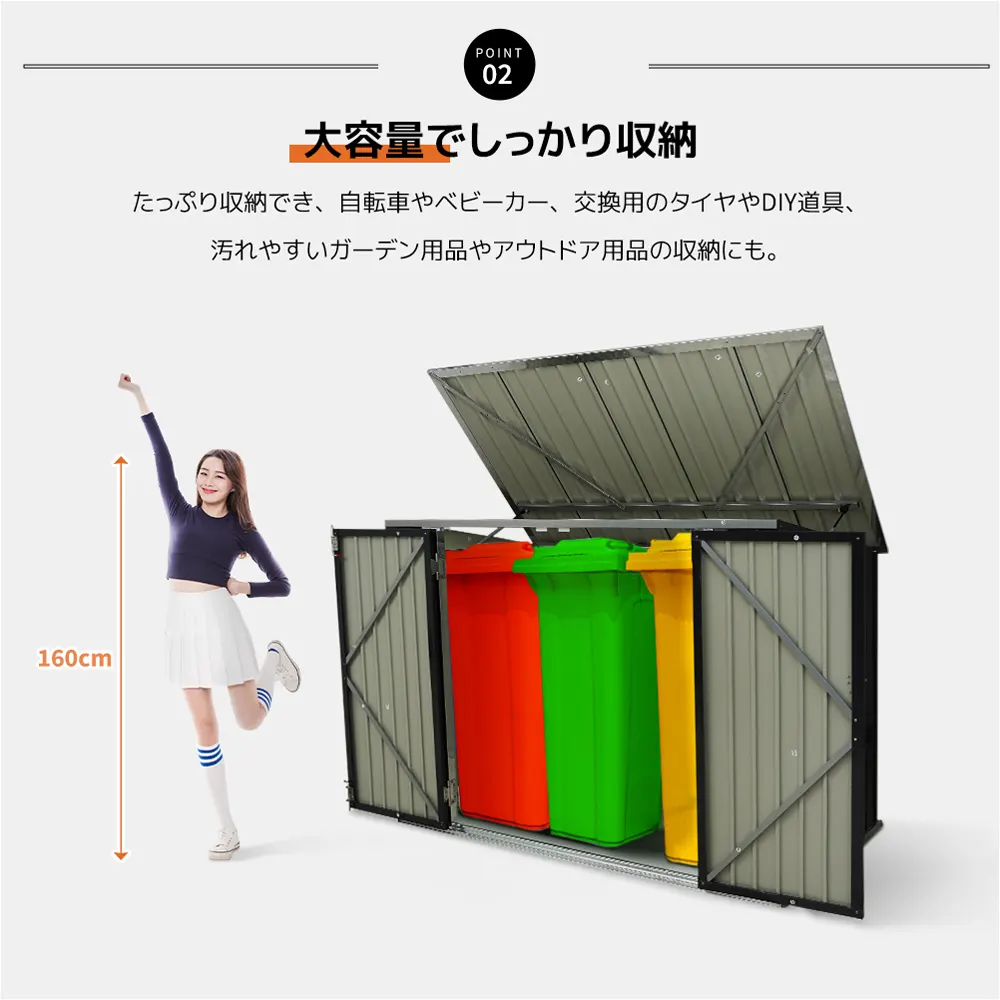 POINT
02
大容量でしっかり収納
たっぷり収納でき、自転車やベビーカー、交換用のタイヤやDIY道具、
汚れやすいガーデン用品やアウトドア用品の収納にも。
160cm